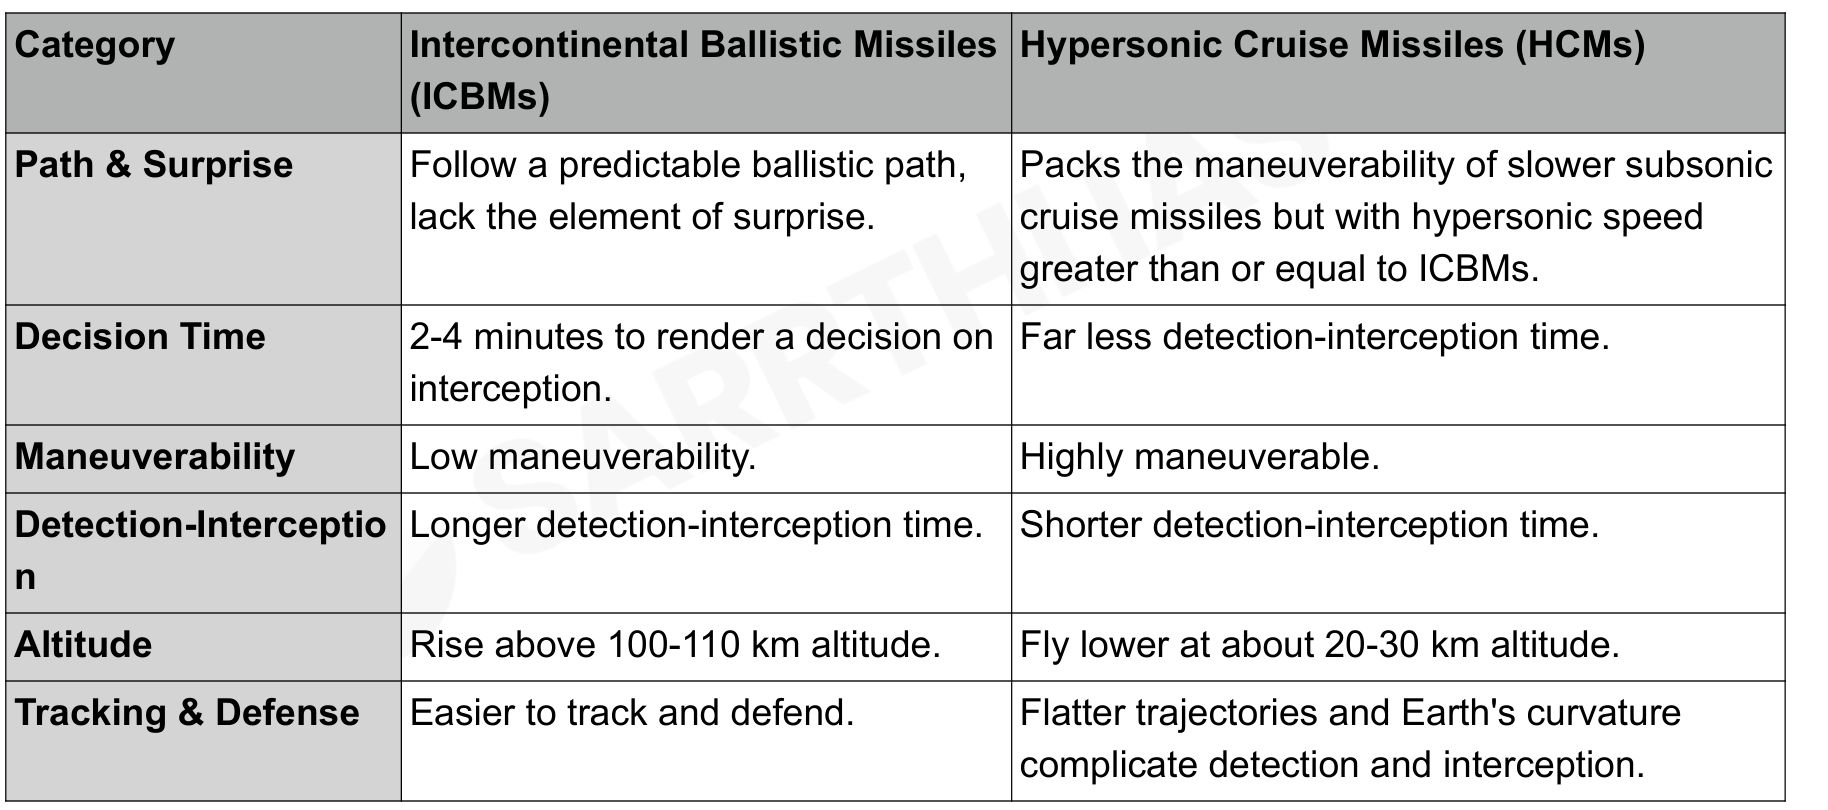 Category
Intercontinental Ballistic Missiles
(ICBMs)
Hypersonic Cruise Missiles (HCMs)
Path & Surprise
Follow a predictable ballistic path,
lack the element of surprise.
Packs the maneuverability of slower subsonic
cruise missiles but with hypersonic speed
greater than or equal to ICBMs.
Decision Time
2-4 minutes to render a decision on
interception.
Far less detection-interception time.
Maneuverability
Low maneuverability.
Highly maneuverable.
Detection-Interceptio
n
Longer detection-interception time.
Shorter detection-interception time.
Altitude
Rise above 100-110 km altitude.
Fly lower at about 20-30 km altitude.
Tracking & Defense
Easier to track and defend.
Flatter trajectories and Earth's curvature
complicate detection and interception.
SARRTHI IAS